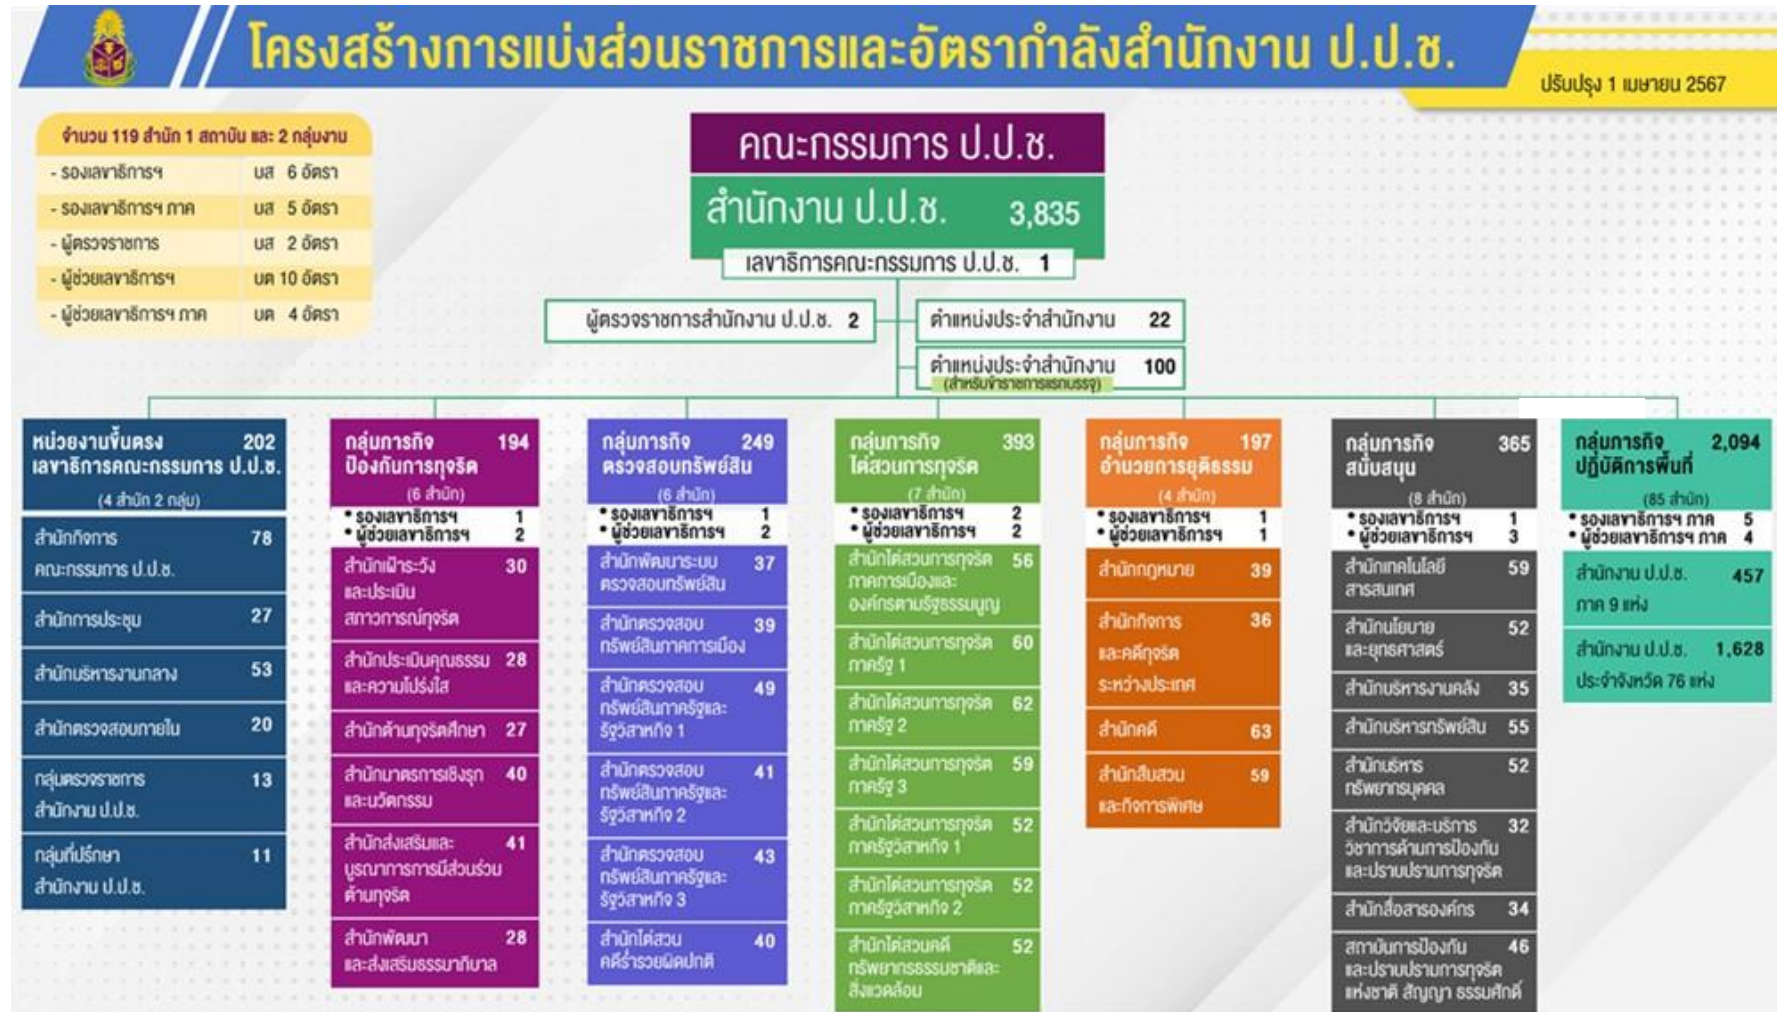 โครงสร้างการแบ่งส่วนราชการและอัตรากำลังสำนักงาน ป.ป.ช.
ปรับปรุง 1 เมษายน 2567
จำนวน 119 สำนัก 1 สถาบัน และ 2 กลุ่มงาน
- รองเลขาธิการฯ บส 6 อัตรา
- รองเลขาธิการฯ ภาค บส 5 อัตรา
- ผู้ตรวจราชการ บส 2 อัตรา
- ผู้ช่วยเลขาธิการฯ บต 10 อัตรา
- ผู้ช่วยเลขาธิการฯ ภาค บต 4 อัตรา
คณะกรรมการ ป.ป.ช.
สำนักงาน ป.ป.ช. 3,835
เลขาธิการคณะกรรมการ ป.ป.ช. 1
ผู้ตรวจราชการสำนักงาน ป.ป.ช. 2
ตำแหน่งประจำสำนักงาน 22
ตำแหน่งประจำสำนักงาน 100
(สำหรับข้าราชการแรกบรรจุ)
หน่วยงานขึ้นตรง 202
เลขาธิการคณะกรรมการ ป.ป.ช.
(4 สำนัก 2 กลุ่ม)
สำนักกิจการ 78
คณะกรรมการ ป.ป.ช.
สำนักการประชุม 27
สำนักบริหารงานกลาง 53
สำนักตรวจสอบภายใน 20
กลุ่มตรวจราชการ 13
สำนักงาน ป.ป.ช.
กลุ่มที่ปรึกษา 11
สำนักงาน ป.ป.ช.
กลุ่มภารกิจ 194
ป้องกันการทุจริต
(6 สำนัก)
* รองเลขาธิการฯ 1
* ผู้ช่วยเลขาธิการฯ 2
สำนักเฝ้าระวัง 30
และประเมิน
สภาวการณ์ทุจริต
สำนักประเมินคุณธรรม 28
และความโปร่งใส
สำนักต้านทุจริตศึกษา 27
สำนักมาตรการเชิงรุก 40
และนวัตกรรม
สำนักส่งเสริมและ 41
บูรณาการการมีส่วนร่วม
ต้านทุจริต
สำนักพัฒนา 28
และส่งเสริมธรรมาภิบาล
กลุ่มภารกิจ 249
ตรวจสอบทรัพย์สิน
(6 สำนัก)
* รองเลขาธิการฯ 1
* ผู้ช่วยเลขาธิการฯ 2
สำนักพัฒนาระบบ 37
ตรวจสอบทรัพย์สิน
สำนักตรวจสอบ 39
ทรัพย์สินภาคการเมือง
สำนักตรวจสอบ 49
ทรัพย์สินภาครัฐและ
รัฐวิสาหกิจ 1
สำนักตรวจสอบ 41
ทรัพย์สินภาครัฐและ
รัฐวิสาหกิจ 2
สำนักตรวจสอบ 43
ทรัพย์สินภาครัฐและ
รัฐวิสาหกิจ 3
สำนักไต่สวน 40
คดีร่ำรวยผิดปกติ
กลุ่มภารกิจ 393
ไต่สวนการทุจริต
(7 สำนัก)
* รองเลขาธิการฯ 2
* ผู้ช่วยเลขาธิการฯ 2
สำนักไต่สวนการทุจริต 56
ภาคการเมืองและ
องค์กรตามรัฐธรรมนูญ
สำนักไต่สวนการทุจริต 60
ภาครัฐ 1
สำนักไต่สวนการทุจริต 62
ภาครัฐ 2
สำนักไต่สวนการทุจริต 59
ภาครัฐ 3
สำนักไต่สวนการทุจริต 52
ภาครัฐวิสาหกิจ 1
สำนักไต่สวนการทุจริต 52
ภาครัฐวิสาหกิจ 2
สำนักไต่สวนคดี 52
ทรัพยากรธรรมชาติและ
สิ่งแวดล้อม
กลุ่มภารกิจ 197
อำนวยการยุติธรรม
(4 สำนัก)
* รองเลขาธิการฯ 1
* ผู้ช่วยเลขาธิการฯ 1
สำนักกฎหมาย 39
สำนักกิจการ 36
และคดีทุจริต
ระหว่างประเทศ
สำนักคดี 63
สำนักสืบสวน 59
และกิจการพิเศษ
กลุ่มภารกิจ 365
สนับสนุน
(8 สำนัก)
* รองเลขาธิการฯ 1
* ผู้ช่วยเลขาธิการฯ 3
สำนักเทคโนโลยี 59
สารสนเทศ
สำนักนโยบาย 52
และยุทธศาสตร์
สำนักบริหารงานคลัง 35
สำนักบริหารทรัพย์สิน 55
สำนักบริหาร 52
ทรัพยากรบุคคล
สำนักวิจัยและบริการ 32
วิชาการด้านการป้องกัน
และปราบปรามการทุจริต
สำนักสื่อสารองค์กร 34
สถาบันการป้องกัน 46
และปราบปรามการทุจริต
แห่งชาติ สัญญา ธรรมศักดิ์
กลุ่มภารกิจ 2,094
ปฏิบัติการพื้นที่
(85 สำนัก)
* รองเลขาธิการฯ ภาค 5
* ผู้ช่วยเลขาธิการฯ ภาค 4
สำนักงาน ป.ป.ช. 457
ภาค 9 แห่ง
สำนักงาน ป.ป.ช. 1,628
ประจำจังหวัด 76 แห่ง